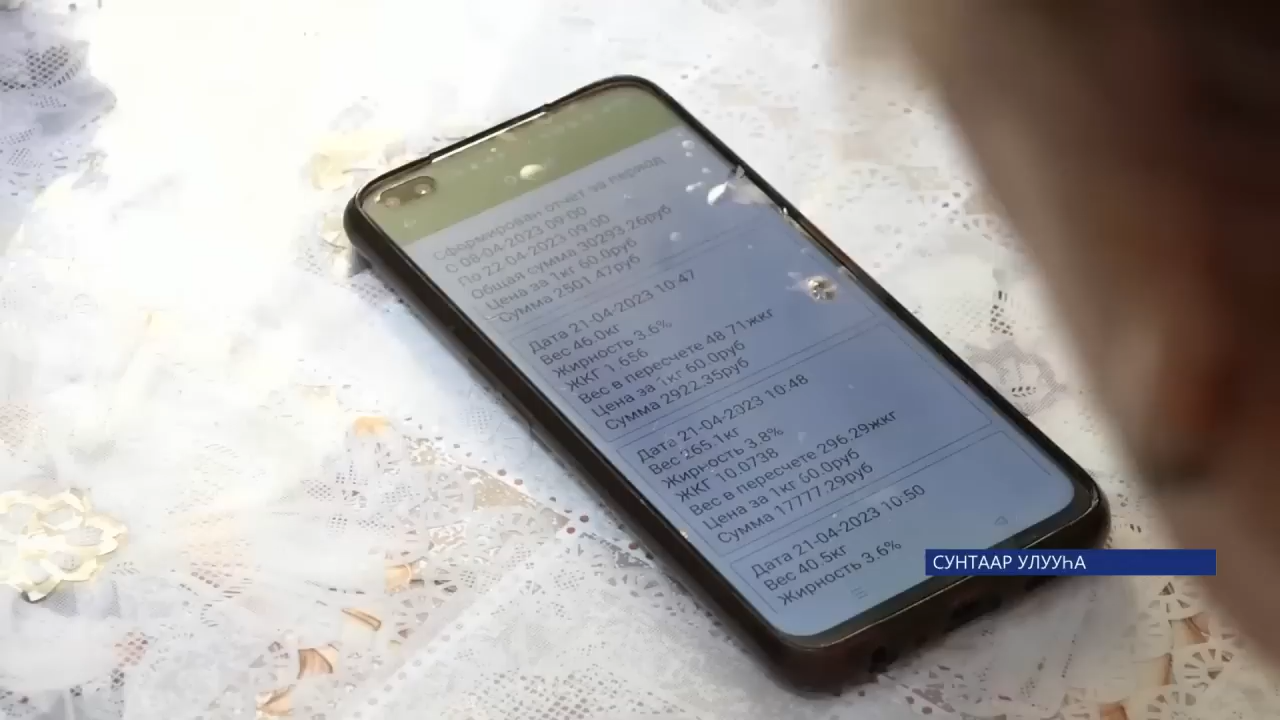 Сформирован отчет за период
С 08-04-2023 09:00
По 22-04-2023 09:00
Общая сумма 30293.26руб
Цена за 1кг 60.0руб
Сумма 2501.47руб
Дата 21-04-2023 10:47
Вес 46.0кг
Жирность 3.6%
ЖКГ 1.656
Вес в пересчете 48.71жкг
Цена за 1кг 60.0руб
Сумма 2922.35руб
Дата 21-04-2023 10:48
Вес 265.1кг
Жирность 3.8%
ЖКГ 10.0738
Вес в пересчете 296.29жкг
Цена за 1кг 60.0руб
Сумма 17777.29руб
Дата 21-04-2023 10:50
Вес 40.5кг
Жирность 3.6%
СУНТААР УЛУУҺА